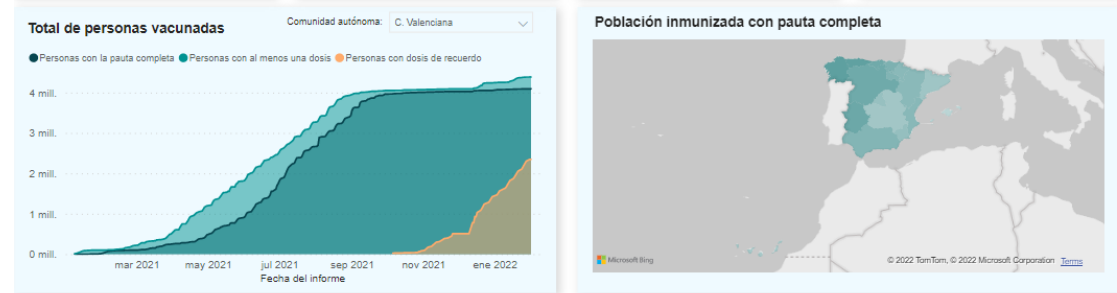 Total de personas vacunadas
Comunidad autónoma: C. Valenciana
Personas con la pauta completa Personas con al menos una dosis Personas con dosis de recuerdo
4 mill.
3 mill.
2 mill.
1 mill.
0 mill.
mar 2021 may 2021 jul 2021 sep 2021 nov 2021 ene 2022
Fecha del informe
Población inmunizada con pauta completa
Microsoft Bing
© 2022 TomTom, © 2022 Microsoft Corporation Terms